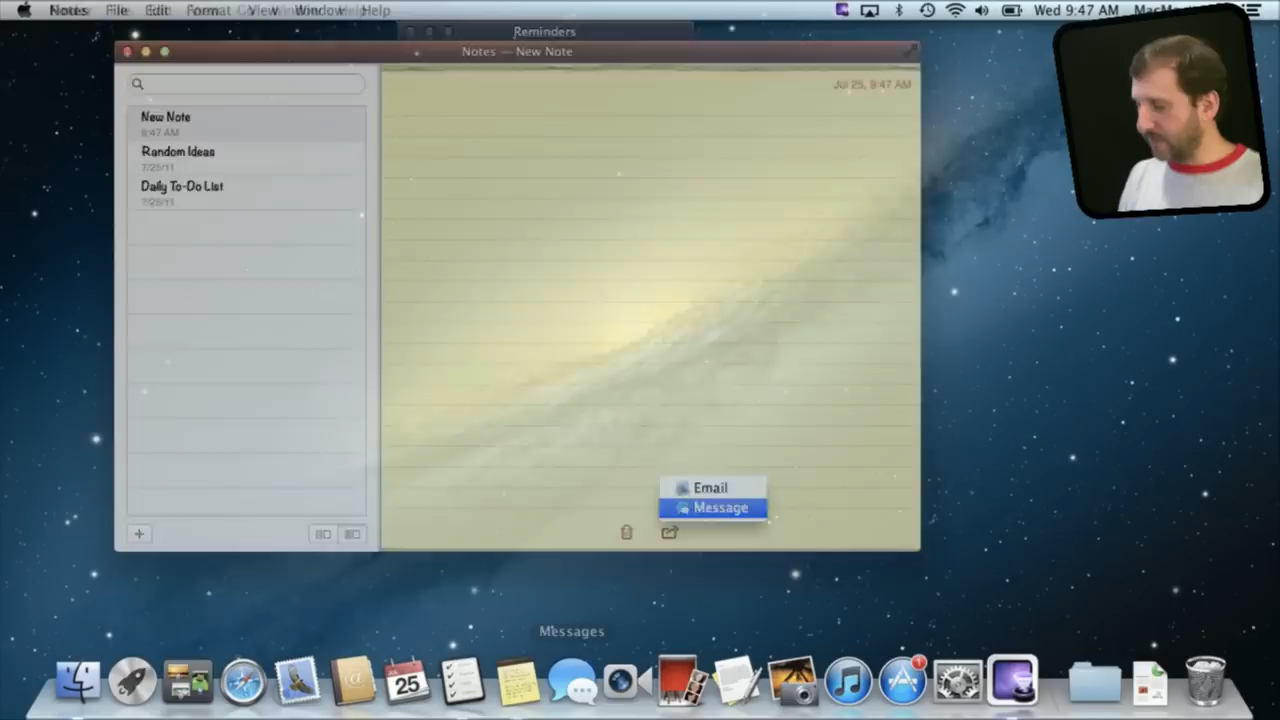 Notes File Edit Format View Window Help
Wed 9:47 AM
Reminders
Notes — New Note
Jul 25, 9:47 AM
New Note
9:47 AM
Random Ideas
7/25/11
Daily To-Do List
7/25/11
Email
Message
Messages
25
1